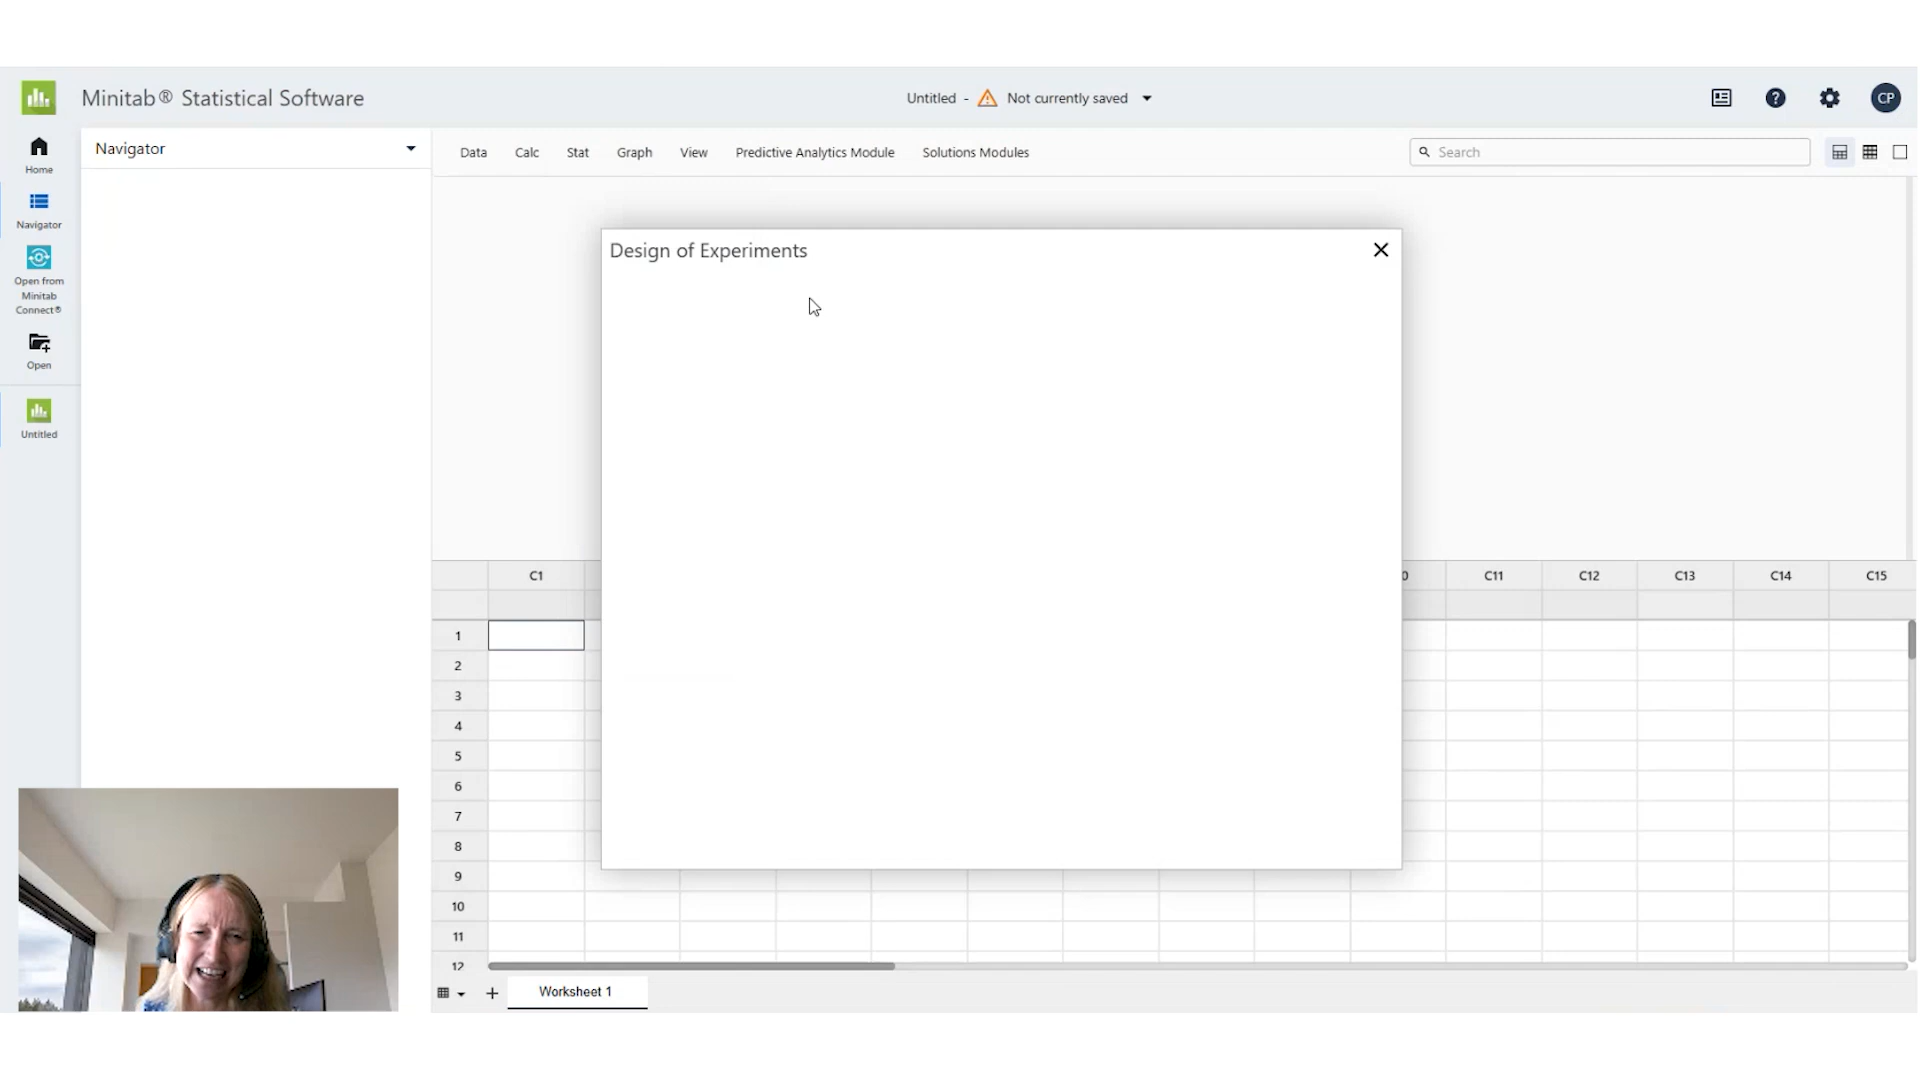 Minitab® Statistical Software
Untitled - Not currently saved
CP
Home
Navigator
Open from
Minitab
Connect®
Open
Untitled
Navigator
Data Calc Stat Graph View Predictive Analytics Module Solutions Modules
Search
Design of Experiments
C1 0 C11 C12 C13 C14 C15
1
2
3
4
5
6
7
8
9
10
11
12
Worksheet 1